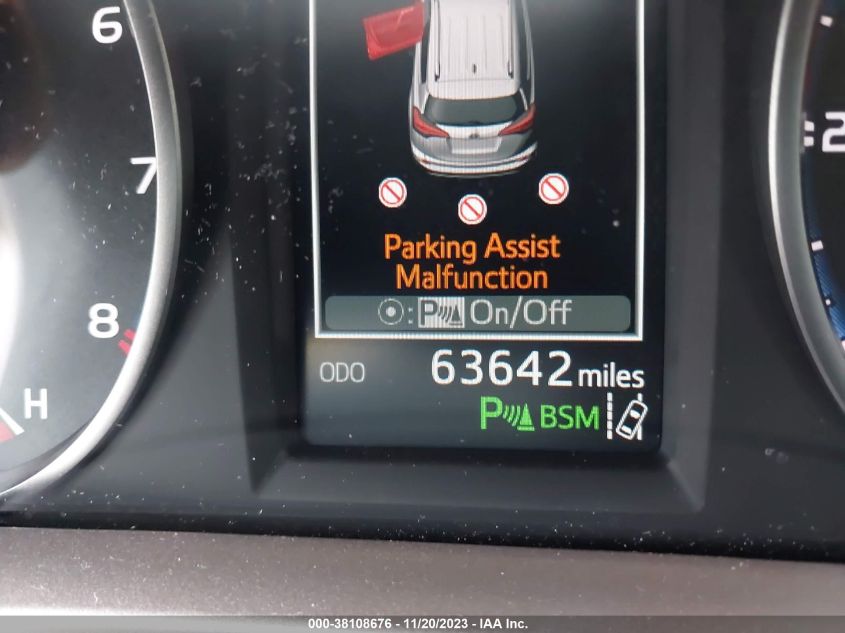 6
7
8
H
2
Parking Assist
Malfunction
: P On/Off
ODO 63642 miles
P BSM
000-38108676 - 11/20/2023 - IAA Inc.